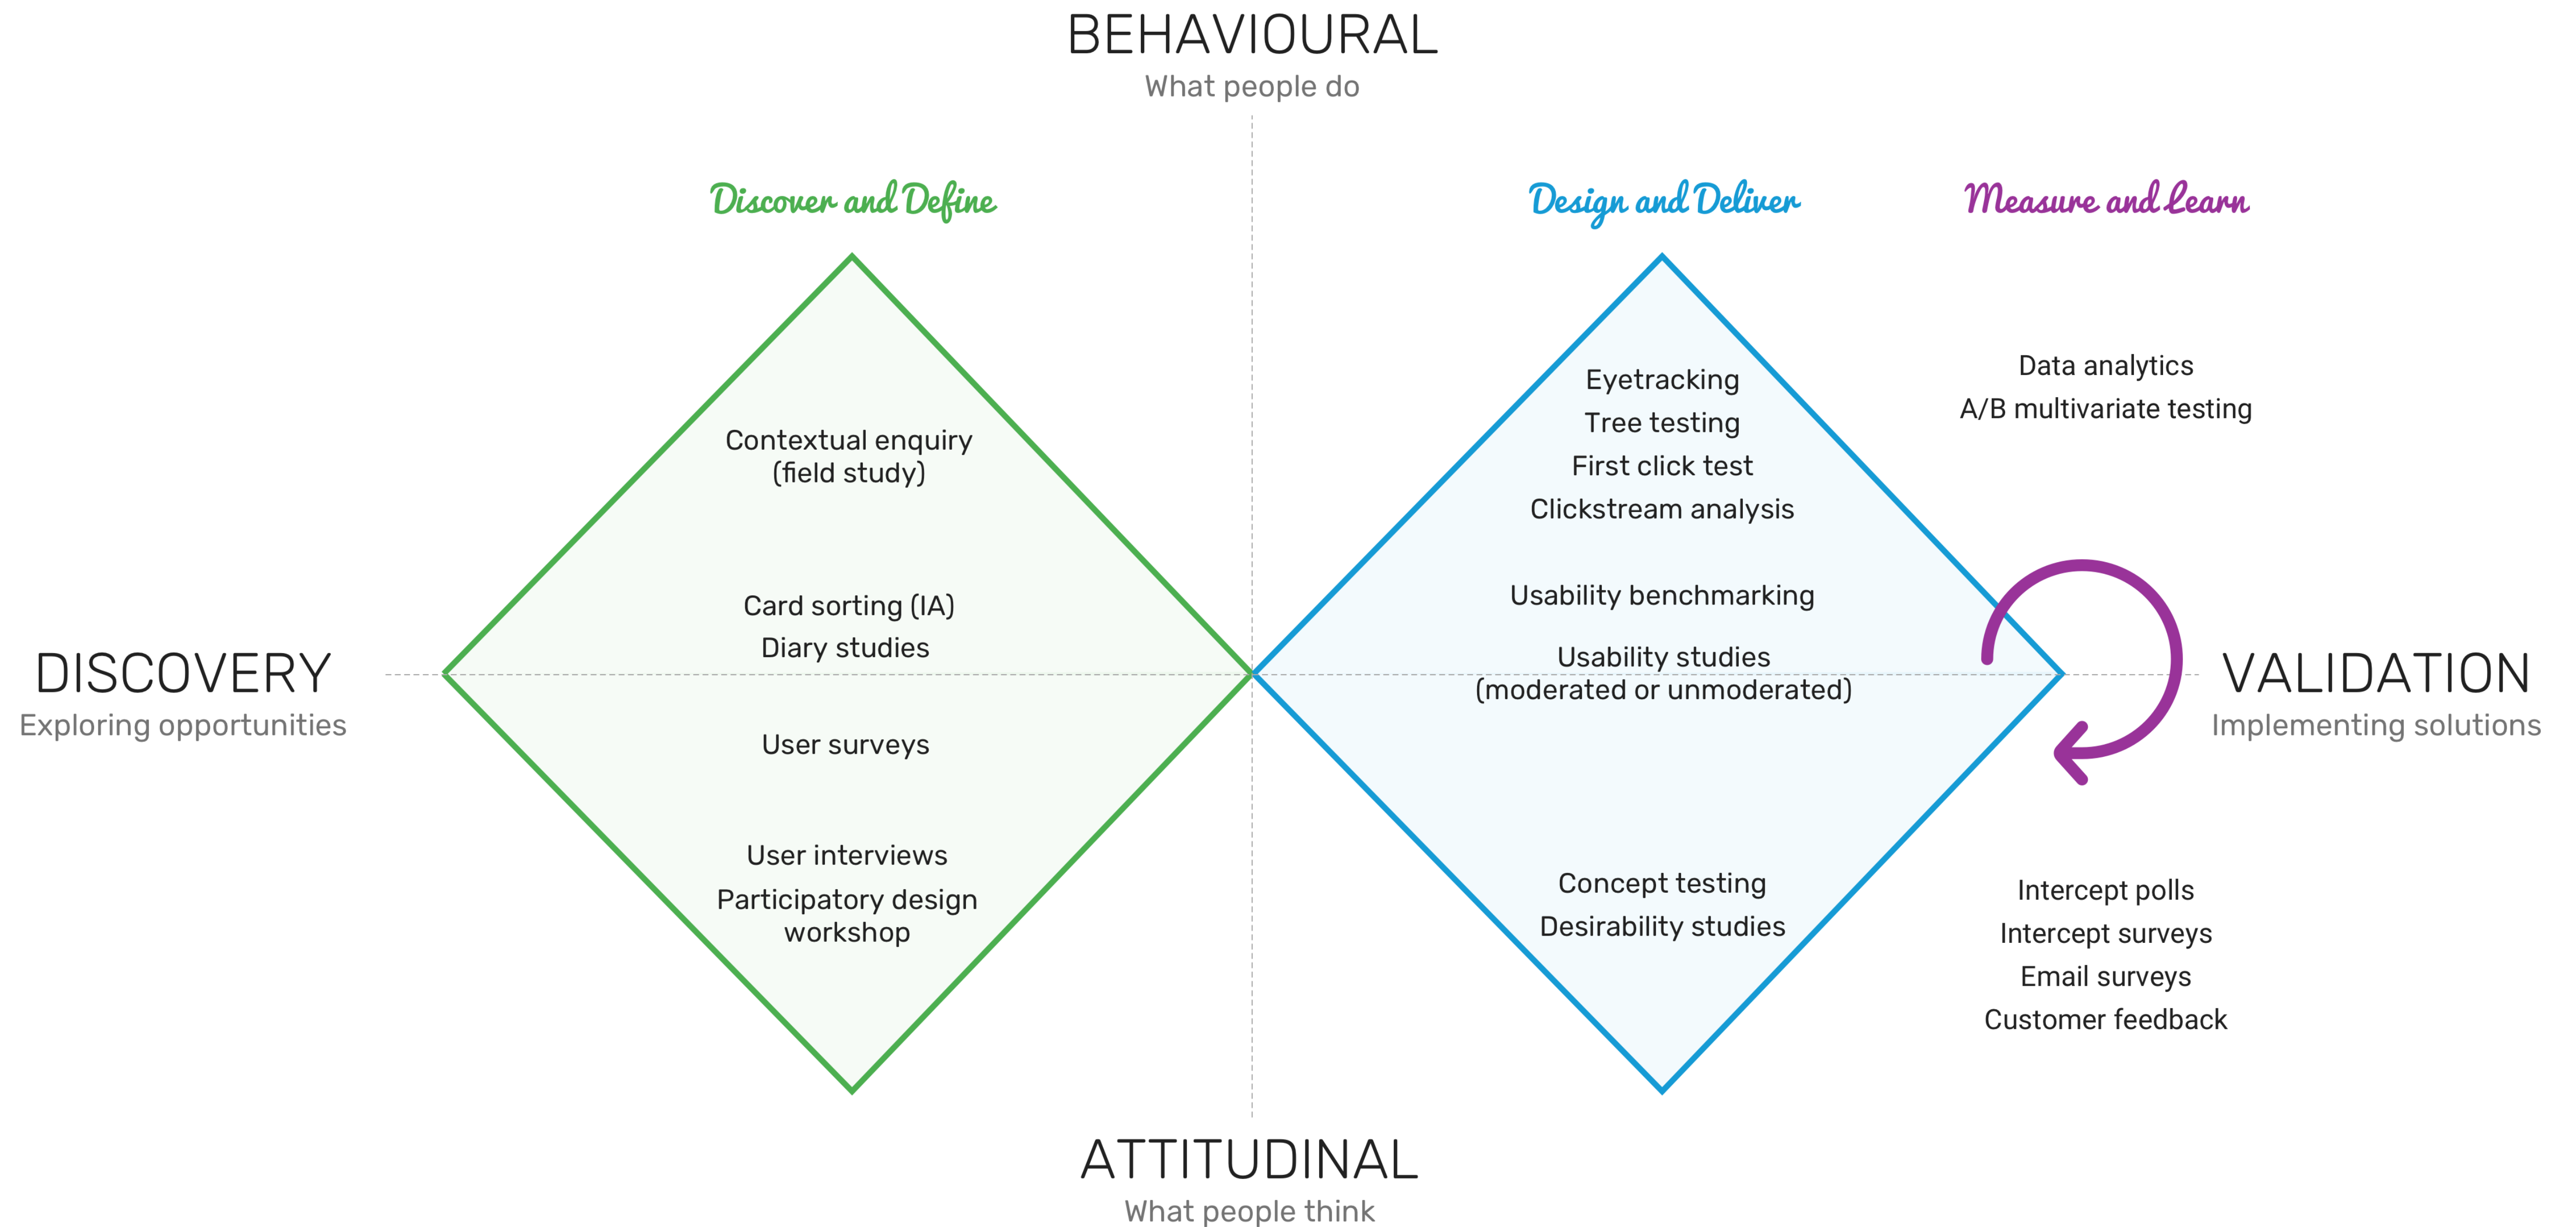 BEHAVIOURAL
What people do
Discover and Define
Design and Deliver
Measure and Learn
Contextual enquiry
(field study)
Card sorting (IA)
Diary studies
User surveys
User interviews
Participatory design
workshop
Eyetracking
Tree testing
First click test
Clickstream analysis
Usability benchmarking
Usability studies
(moderated or unmoderated)
Concept testing
Desirability studies
Data analytics
A/B multivariate testing
Intercept polls
Intercept surveys
Email surveys
Customer feedback
DISCOVERY
Exploring opportunities
VALIDATION
Implementing solutions
ATTITUDINAL
What people think